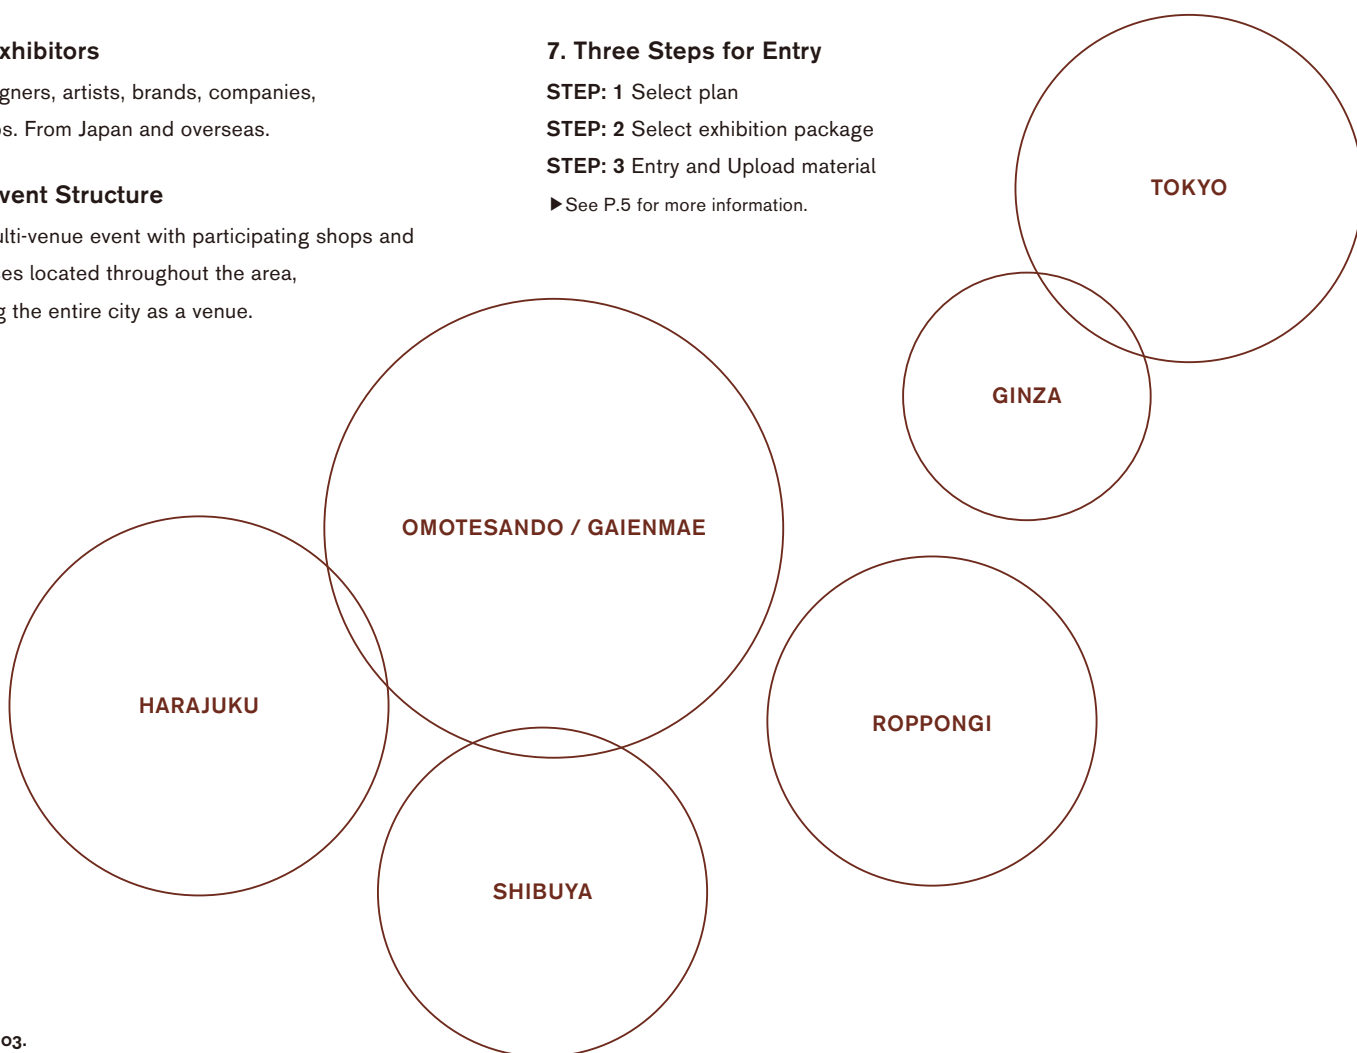 xhibitors
gners, artists, brands, companies,
os. From Japan and overseas.
vent Structure
ulti-venue event with participating shops and
es located throughout the area,
g the entire city as a venue.
7. Three Steps for Entry
STEP: 1 Select plan
STEP: 2 Select exhibition package
STEP: 3 Entry and Upload material
▶See P.5 for more information.
TOKYO
GINZA
OMOTESANDO / GAIENMAE
HARAJUKU
ROPPONGI
SHIBUYA
03.